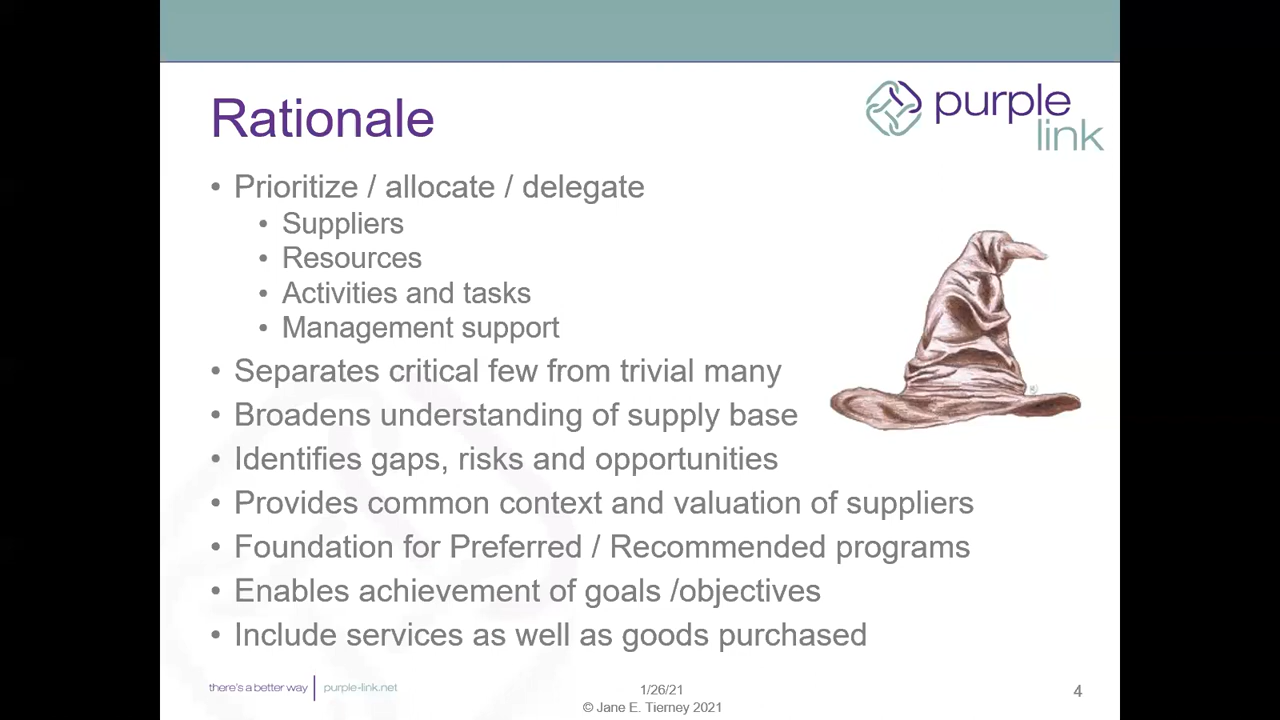 Rationale
purple
link
• Prioritize / allocate / delegate
• Suppliers
• Resources
• Activities and tasks
• Management support
• Separates critical few from trivial many
• Broadens understanding of supply base
• Identifies gaps, risks and opportunities
• Provides common context and valuation of suppliers
• Foundation for Preferred / Recommended programs
• Enables achievement of goals /objectives
• Include services as well as goods purchased
there's a better way | purple-link.net
1/26/21
© Jane E. Tierney 2021
4